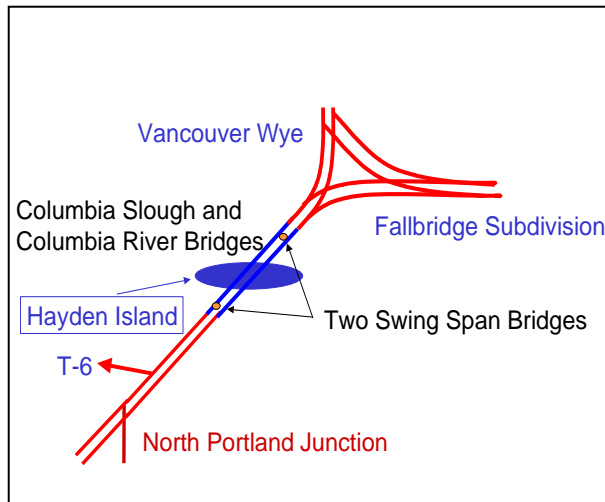 Vancouver Wye
Columbia Slough and
Columbia River Bridges
Fallbridge Subdivision
Hayden Island
Two Swing Span Bridges
T-6
North Portland Junction